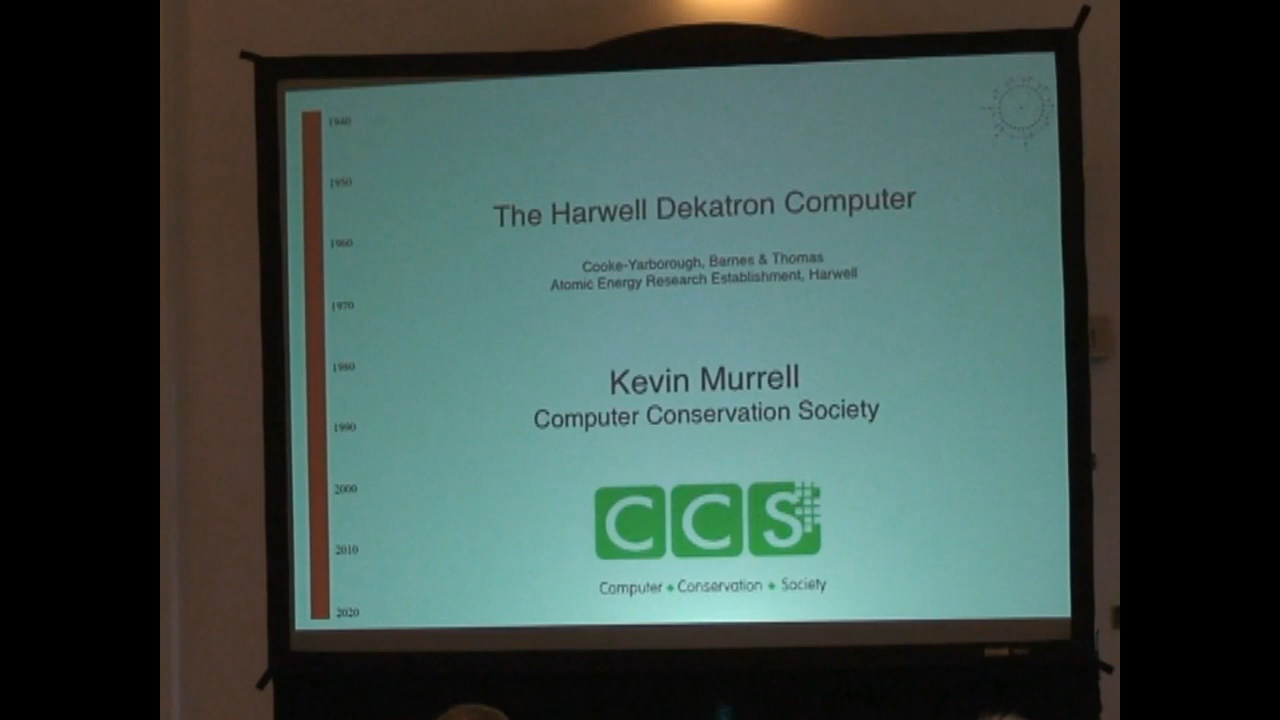 1940
1950
1960
1970
1980
1990
2000
2010
2020
The Harwell Dekatron Computer
Cooke-Yarborough, Barnes & Thomas
Atomic Energy Research Establishment, Harwell
Kevin Murrell
Computer Conservation Society
CCS
Computer Conservation Society